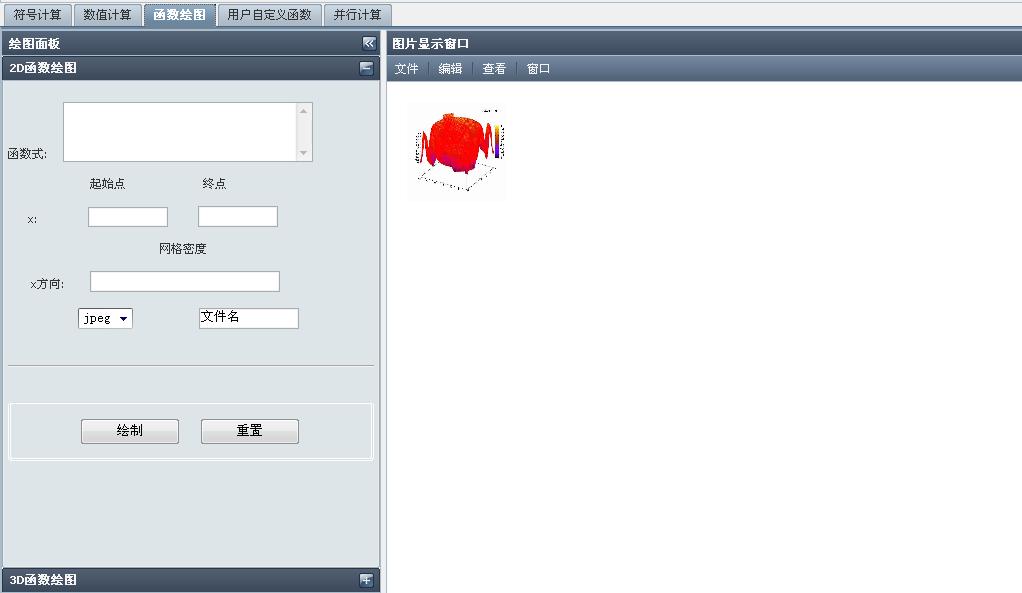 符号计算 数值计算 函数绘图 用户自定义函数 并行计算
绘图面板
2D函数绘图
函数式:
起始点 终点
x:
网格密度
x方向:
jpeg 文件名
绘制 重置
3D函数绘图
图片显示窗口
文件 编辑 查看 窗口